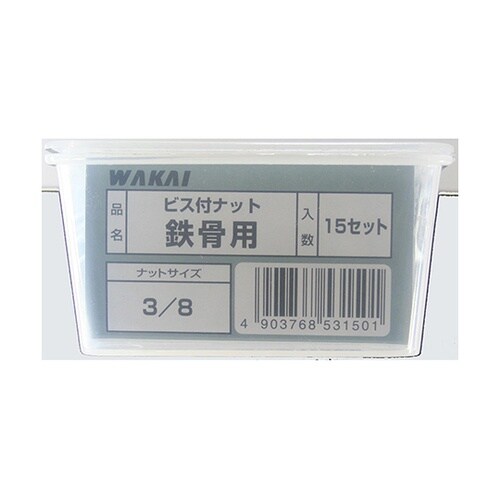 WAKAI
品名
ビス付ナット
鉄骨用
入数
15セット
ナットサイズ
3/8
4 903768 531501